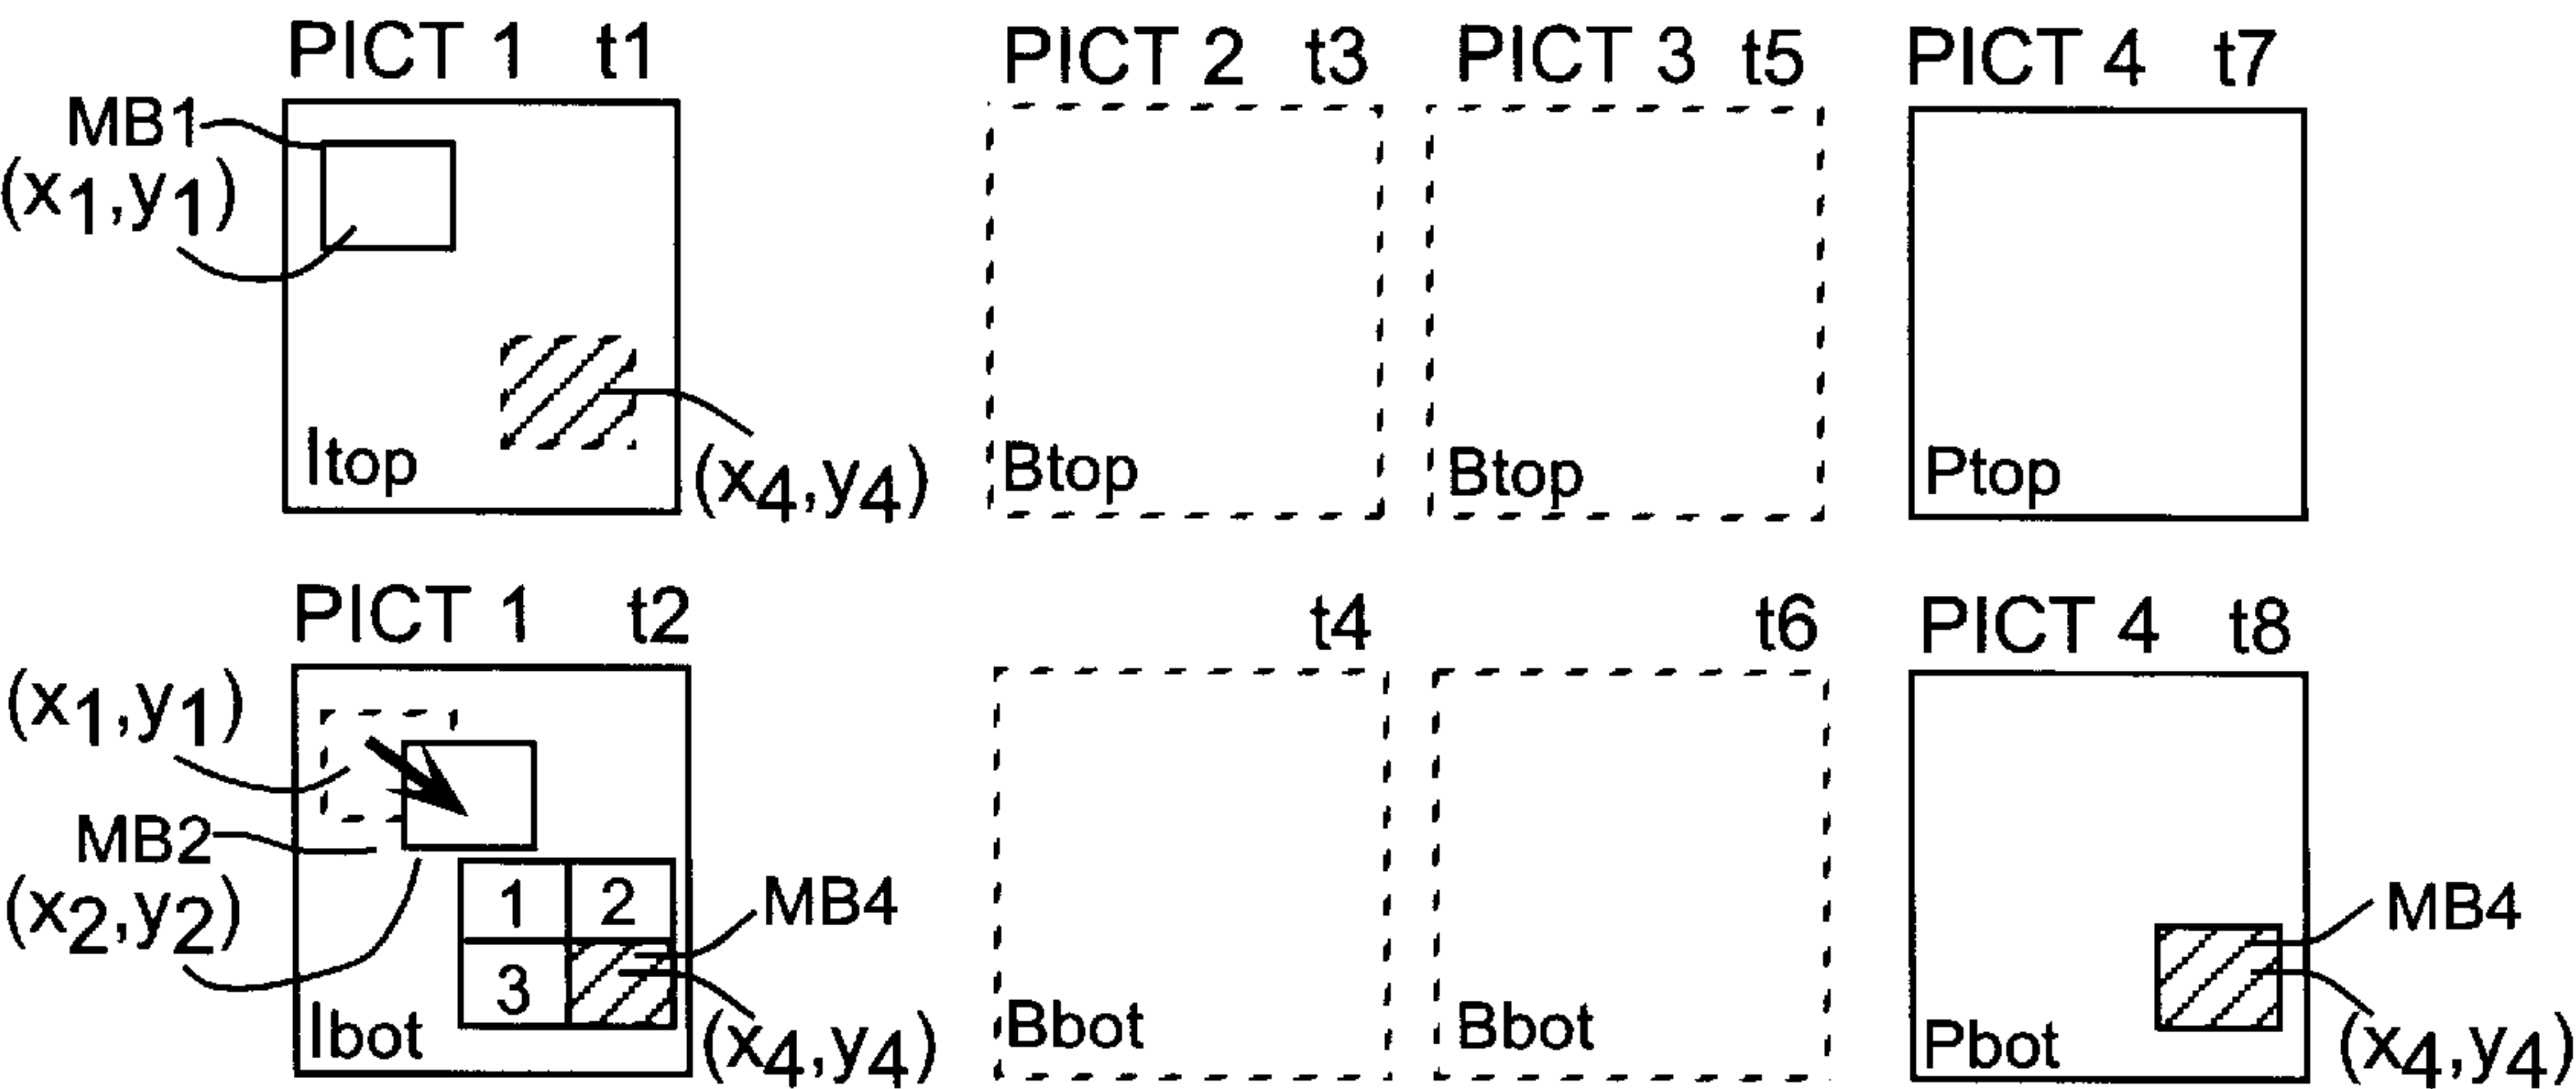 PICT 1 t1
PICT 2 t3
PICT 3 t5
PICT 4 t7
MB1
(x1,y1)
Itop
(x4,y4)
Btop
Btop
Ptop
PICT 1 t2
t4
t6
PICT 4 t8
(x1,y1)
MB2
(x2,y2)
1 2
3
MB4
(x4,y4)
Ibot
Bbot
Bbot
Pbot
MB4
(x4,y4)